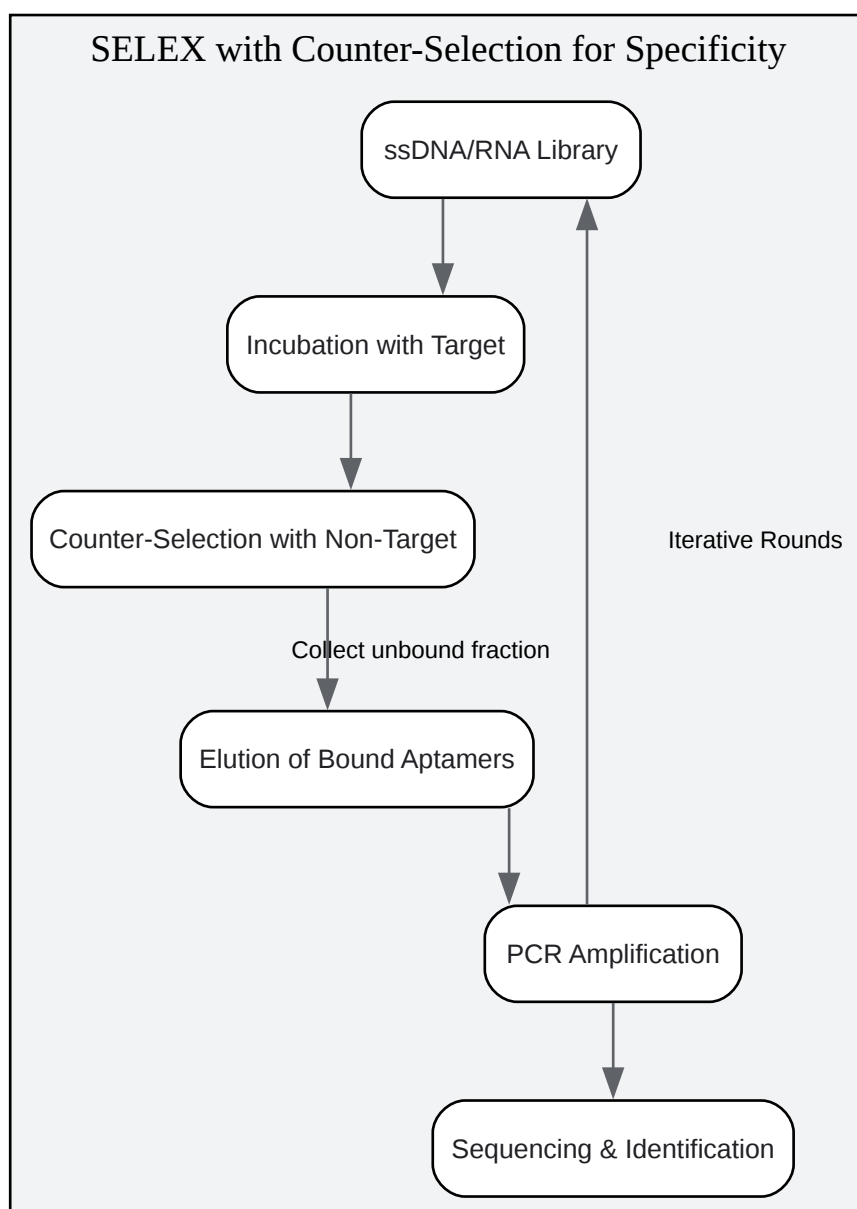 SELEX with Counter-Selection for Specificity
ssDNA/RNA Library
Incubation with Target
Counter-Selection with Non-Target
Iterative Rounds
Collect unbound fraction
Elution of Bound Aptamers
PCR Amplification
Sequencing & Identification